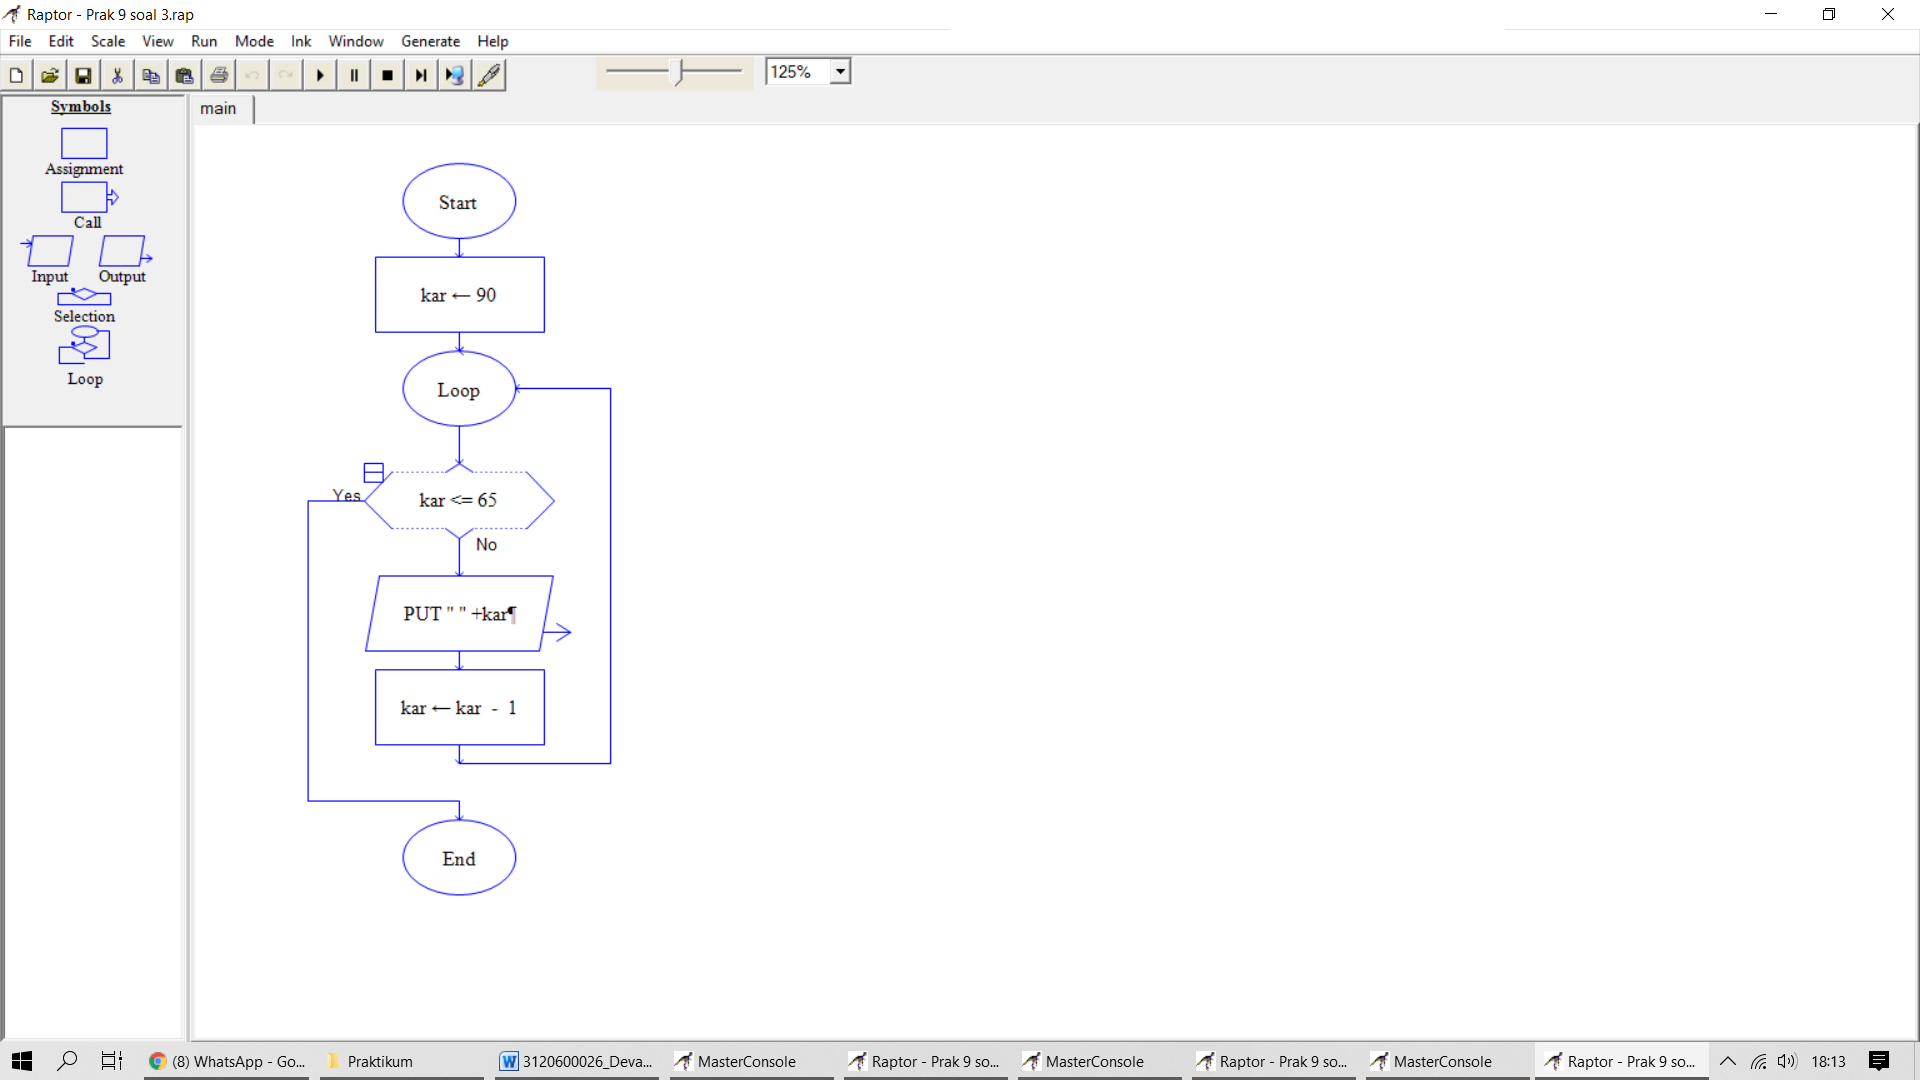 Raptor - Prak 9 soal 3.rap
File Edit Scale View Run Mode Ink Window Generate Help
125%
Symbols
Assignment
Call
Input Output
Selection
Loop
main
Start
kar ← 90
Loop
Yes
kar <= 65
No
PUT " " +kar¶
kar ← kar - 1
End
(8) WhatsApp - Go... Praktikum 3120600026_Deva... MasterConsole Raptor - Prak 9 so... MasterConsole Raptor - Prak 9 so... MasterConsole Raptor - Prak 9 so... 18:13